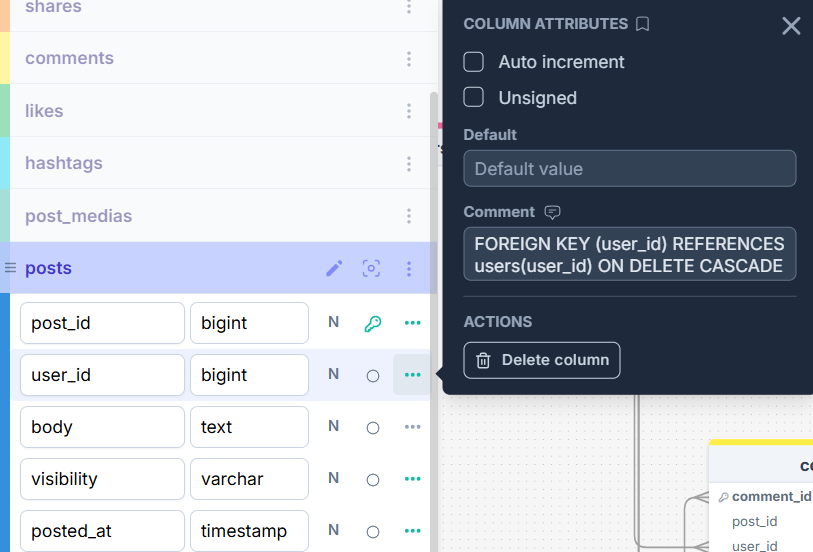 shares
comments
likes
hashtags
post_medias
posts
post_id bigint N
user_id bigint N
body text N
visibility varchar N
posted_at timestamp N
COLUMN ATTRIBUTES
Auto increment
Unsigned
Default
Default value
Comment
FOREIGN KEY (user_id) REFERENCES
users(user_id) ON DELETE CASCADE
ACTIONS
Delete column
comment_id
post_id
user_id